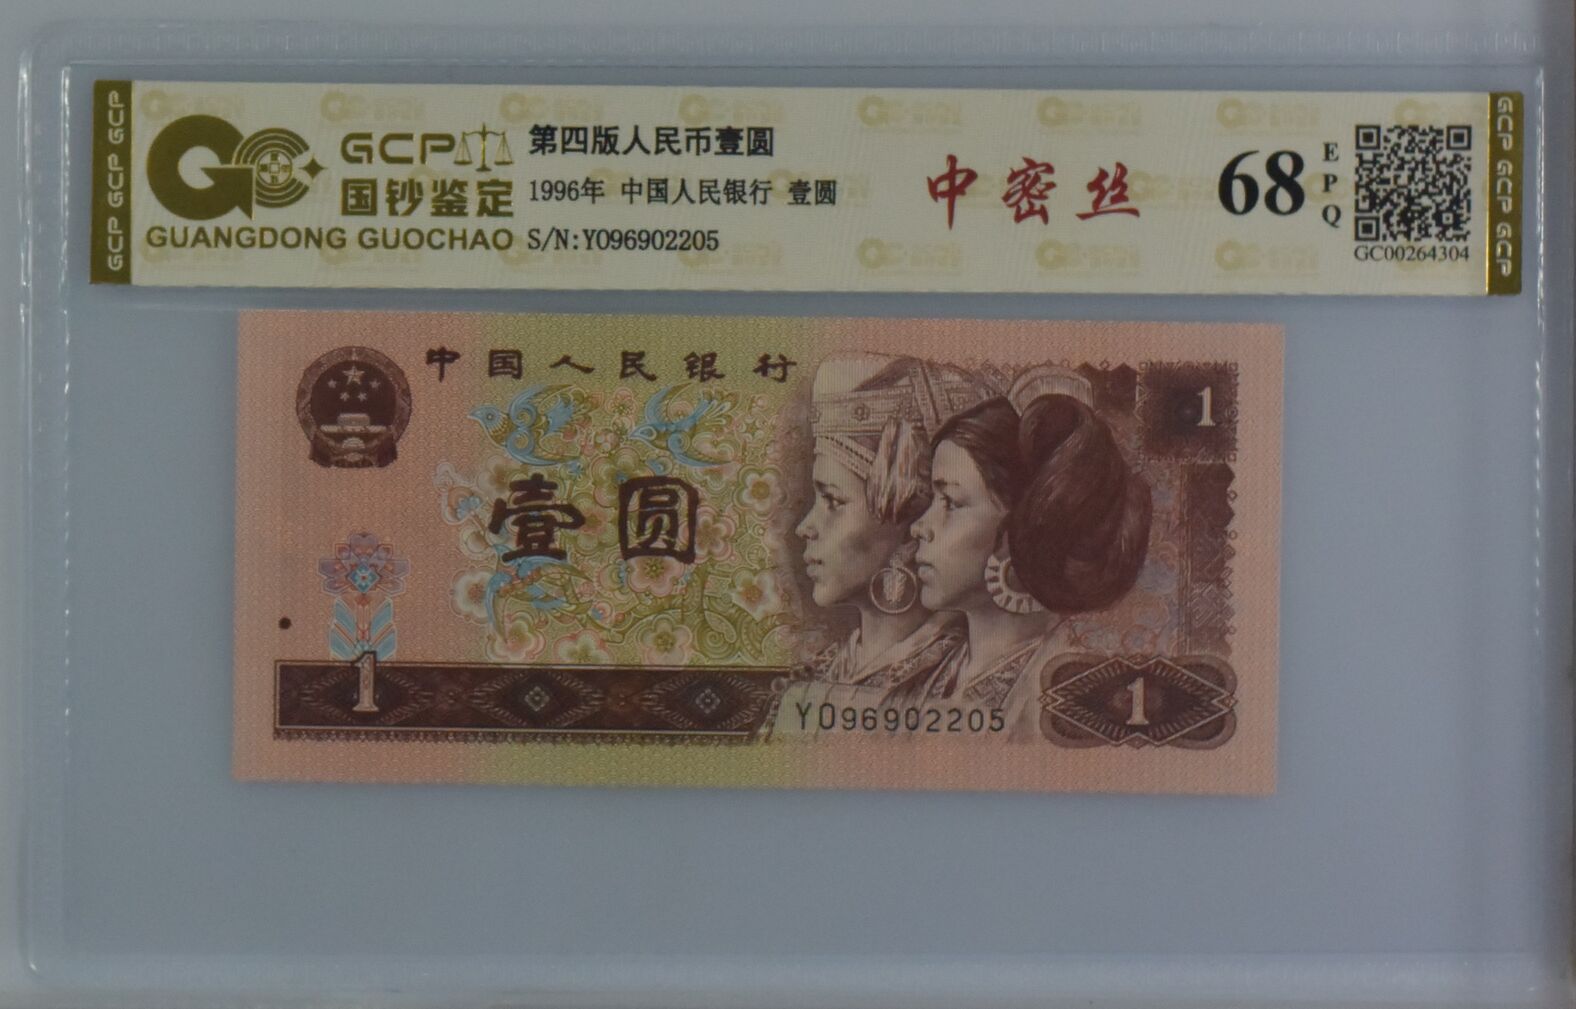 GCP GCP GCP
GCP
国钞鉴定
GUANGDONG GUOCHAO
第四版人民币壹圆
1996年 中国人民银行 壹圆
S/N:YO96902205
中密丝
68
EPQ
GC00264304
GCP GCP GCP
中国人民银行
1
壹圆
1
YO96902205
1